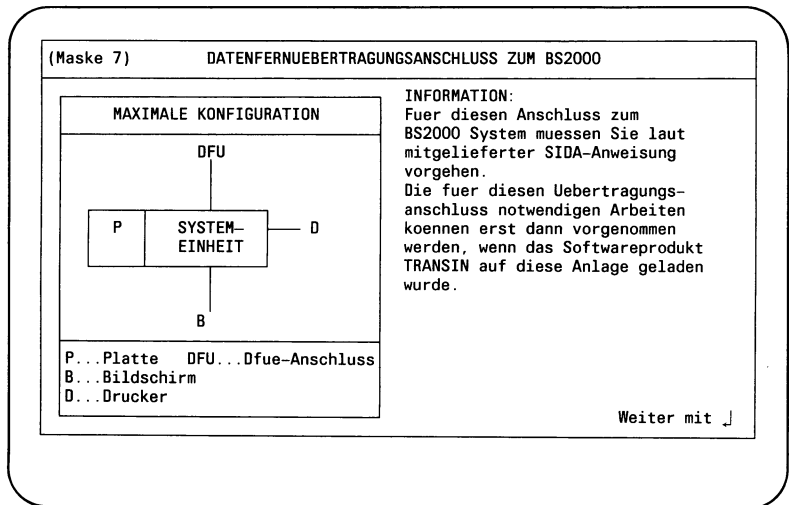 (Maske 7) DATENFERNUEBERTRAGUNGSANSCHLUSS ZUM BS2000
MAXIMALE KONFIGURATION
DFU
P
SYSTEM–
EINHEIT
D
B
P...Platte DFU...Dfue–Anschluss
B...Bildschirm
D...Drucker
INFORMATION:
Fuer diesen Anschluss zum
BS2000 System muessen Sie laut
mitgelieferter SIDA–Anweisung
vorgehen.
Die fuer diesen Uebertragungs–
anschluss notwendigen Arbeiten
koennen erst dann vorgenommen
werden, wenn das Softwareprodukt
TRANSIN auf diese Anlage geladen
wurde.
Weiter mit ↵